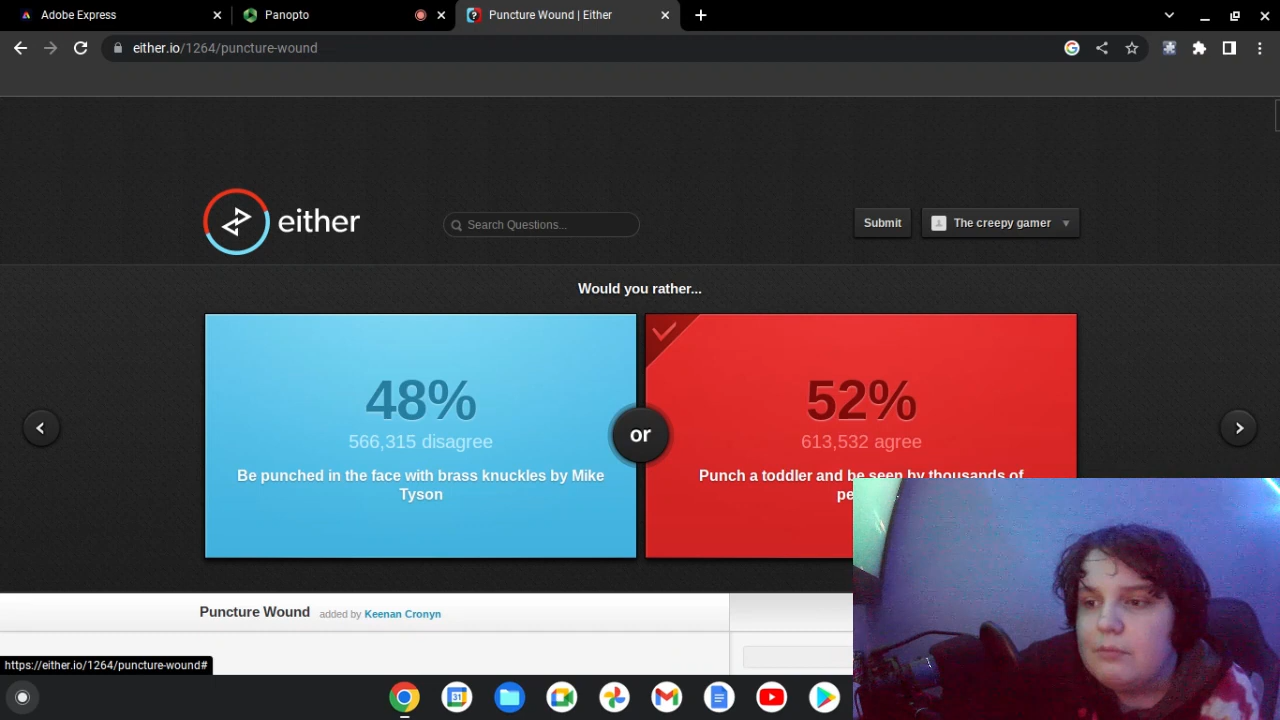 Adobe Express
Panopto
Puncture Wound | Either
either.io/1264/puncture-wound
either
Search Questions...
Submit
The creepy gamer
Would you rather...
48%
566,315 disagree
Be punched in the face with brass knuckles by Mike
Tyson
or
52%
613,532 agree
Punch a toddler and be seen by thousands of
Puncture Wound added by Keenan Cronyn
https://either.io/1264/puncture-wound#
31